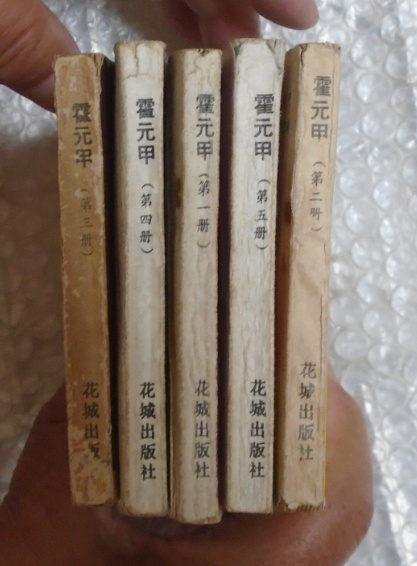 霍元甲（第三册）花城出版
霍元甲（第四册）花城出版社
霍元甲（第一册）花城出版社
霍元甲（第五册）花城出版社
霍元甲（第二册）花城出版社